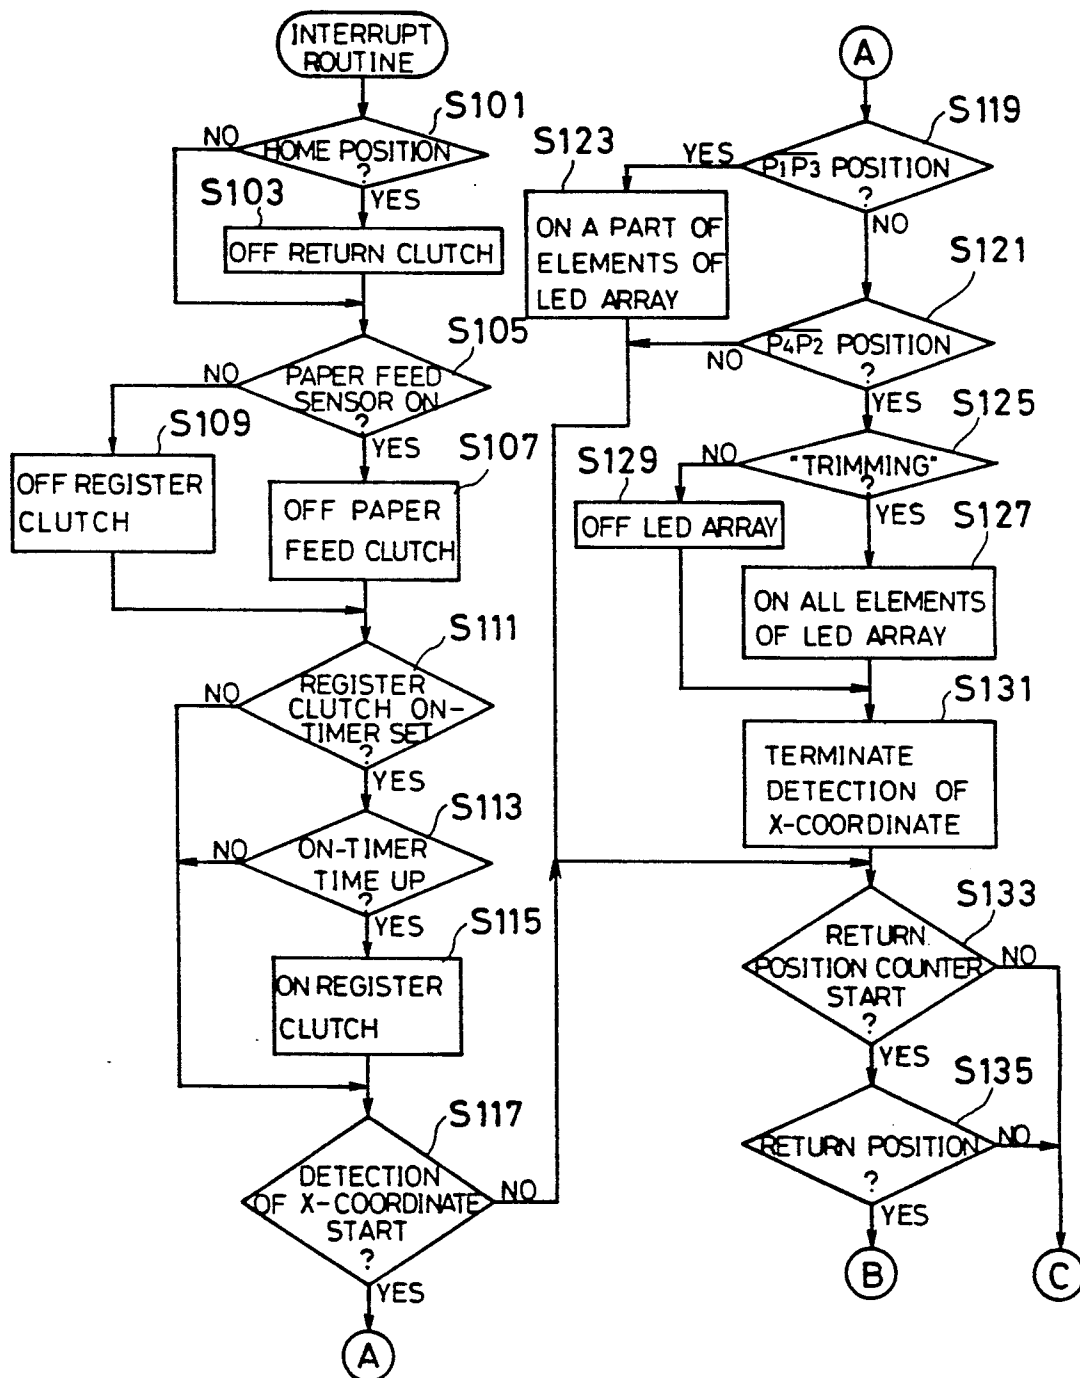 INTERRUPT
ROUTINE
S101
NO
HOME POSITION
?
YES
S103
OFF RETURN CLUTCH
S105
NO
PAPER FEED
SENSOR ON
?
YES
S109
OFF REGISTER
CLUTCH
S107
OFF PAPER
FEED CLUTCH
S111
NO
REGISTER
CLUTCH ON-
TIMER SET
?
YES
S113
NO
ON-TIMER
TIME UP
?
YES
S115
ON REGISTER
CLUTCH
S117
DETECTION
OF X-COORDINATE
START
?
NO
YES
A
A
S119
YES
P1P3 POSITION
?
NO
S123
ON A PART OF
ELEMENTS OF
LED ARRAY
S121
P4P2 POSITION
?
NO
YES
S125
NO
"TRIMMING"
?
YES
S129
OFF LED ARRAY
S127
ON ALL ELEMENTS
OF LED ARRAY
S131
TERMINATE
DETECTION OF
X-COORDINATE
S133
RETURN
POSITION COUNTER
START
?
NO
YES
S135
RETURN POSITION
?
NO
YES
B
C